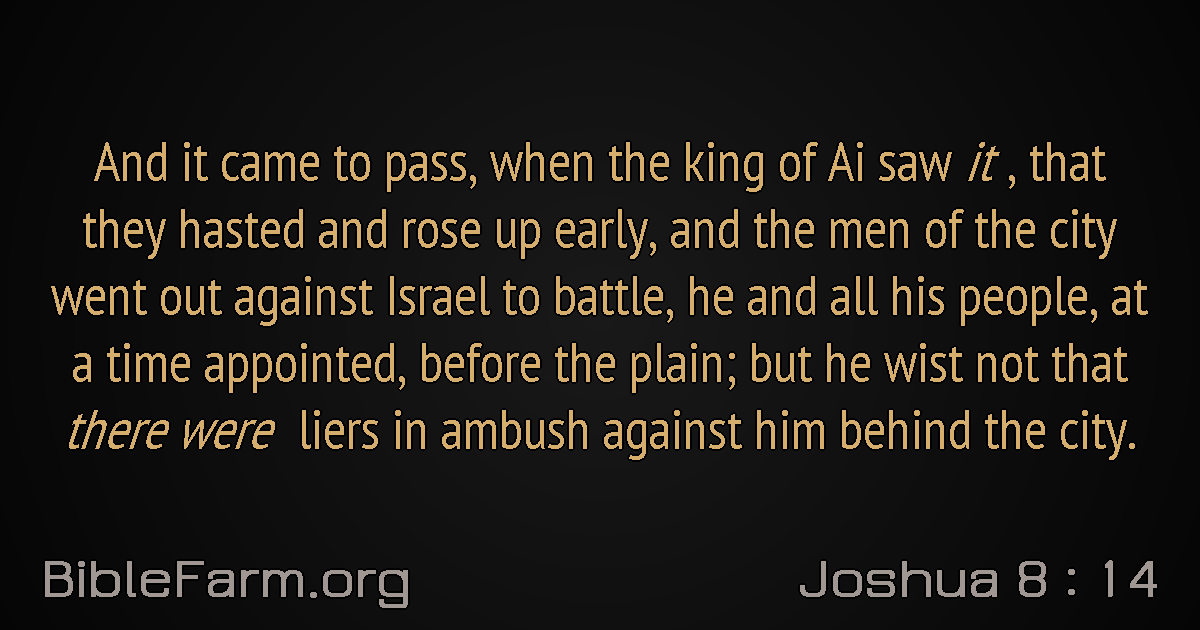 And it came to pass, when the king of Ai saw it , that
they hasted and rose up early, and the men of the city
went out against Israel to battle, he and all his people, at
a time appointed, before the plain; but he wist not that
there were liers in ambush against him behind the city.
BibleFarm.org
Joshua 8 : 14